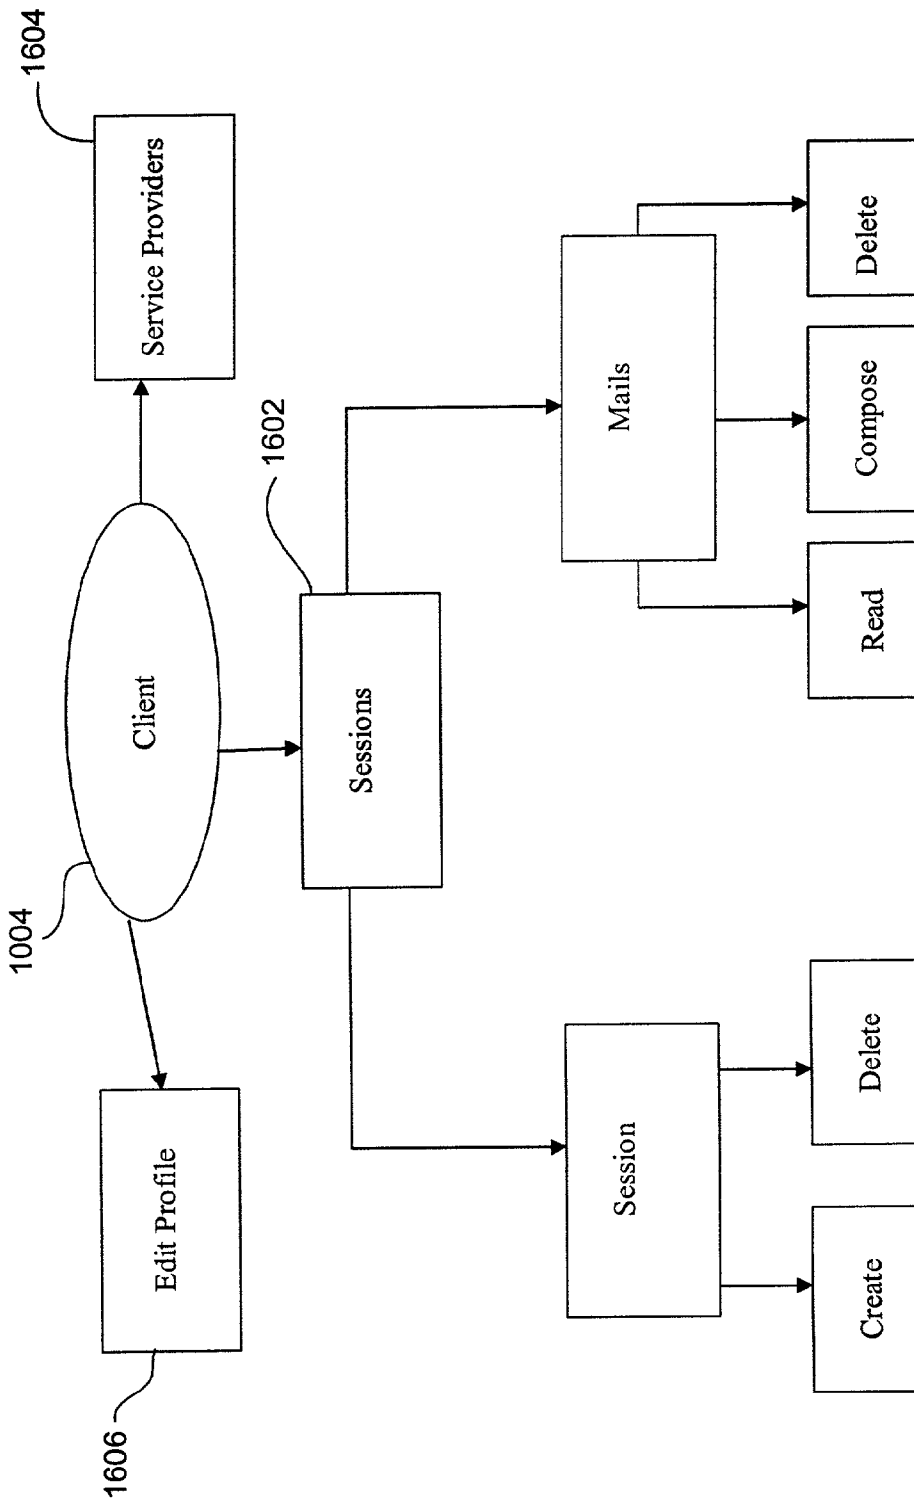 1004
1604
Client
Service Providers
Edit Profile
1606
1602
Sessions
Session
Mails
Create
Delete
Read
Compose
Delete